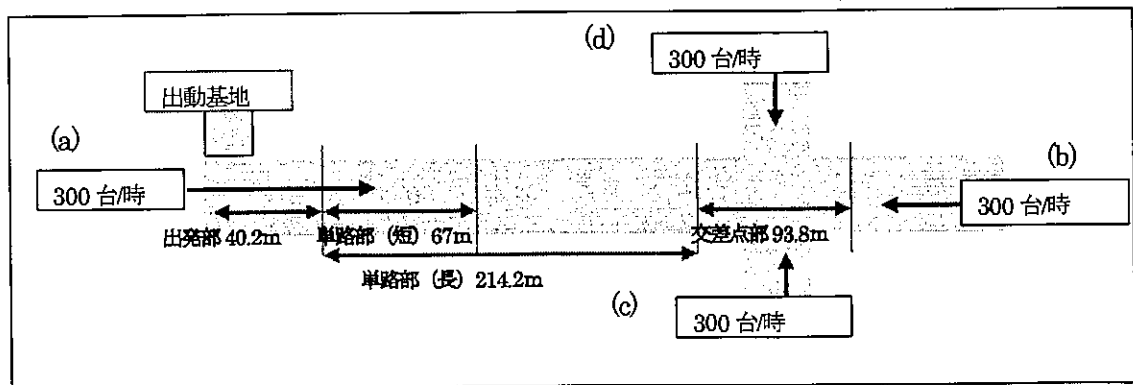 (d)
300 台/時
出動基地
(a)
(b)
300 台/時
300 台/時
出発部 40.2m
単路部（短）67m
交差点部 93.8m
単路部（長）214.2m
(c)
300 台/時